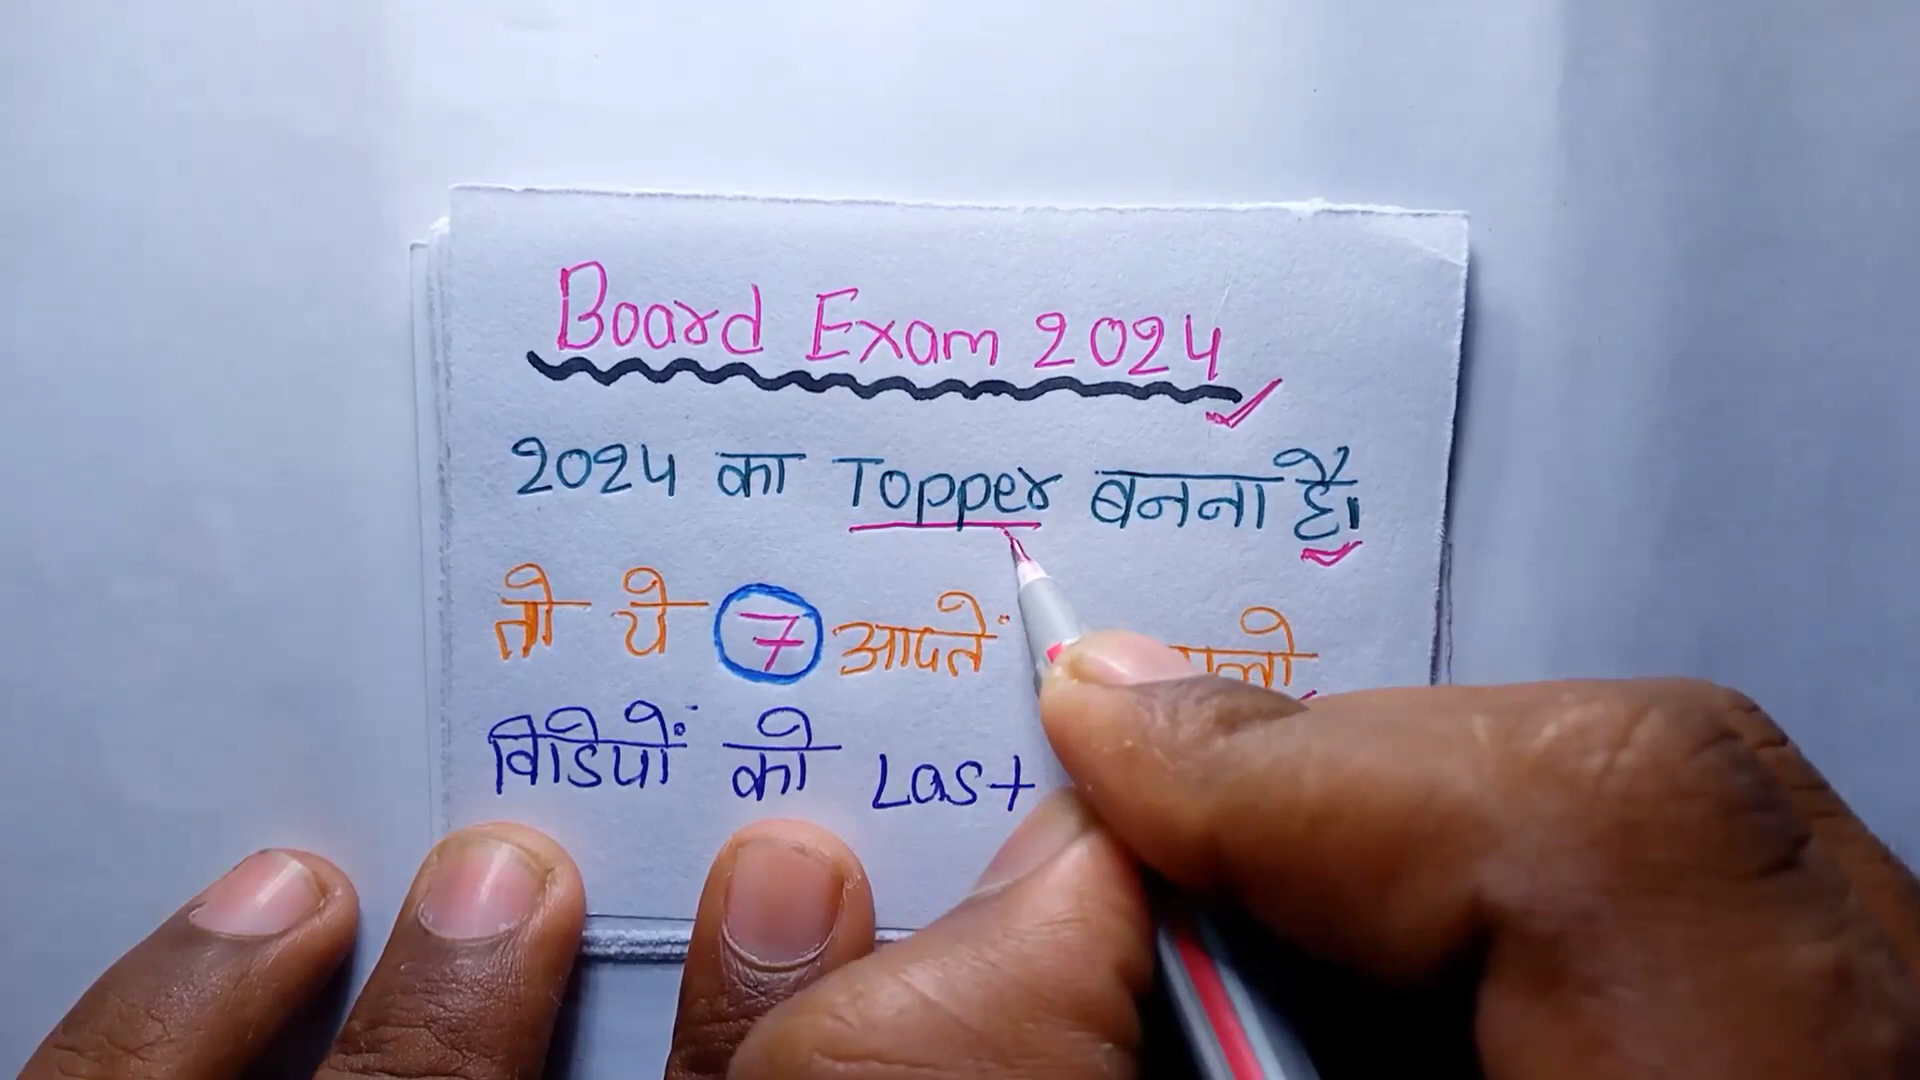 Board Exam 2024
2024 का Topper बनना है।
तो ये 7 आदतें
विडियों को Last